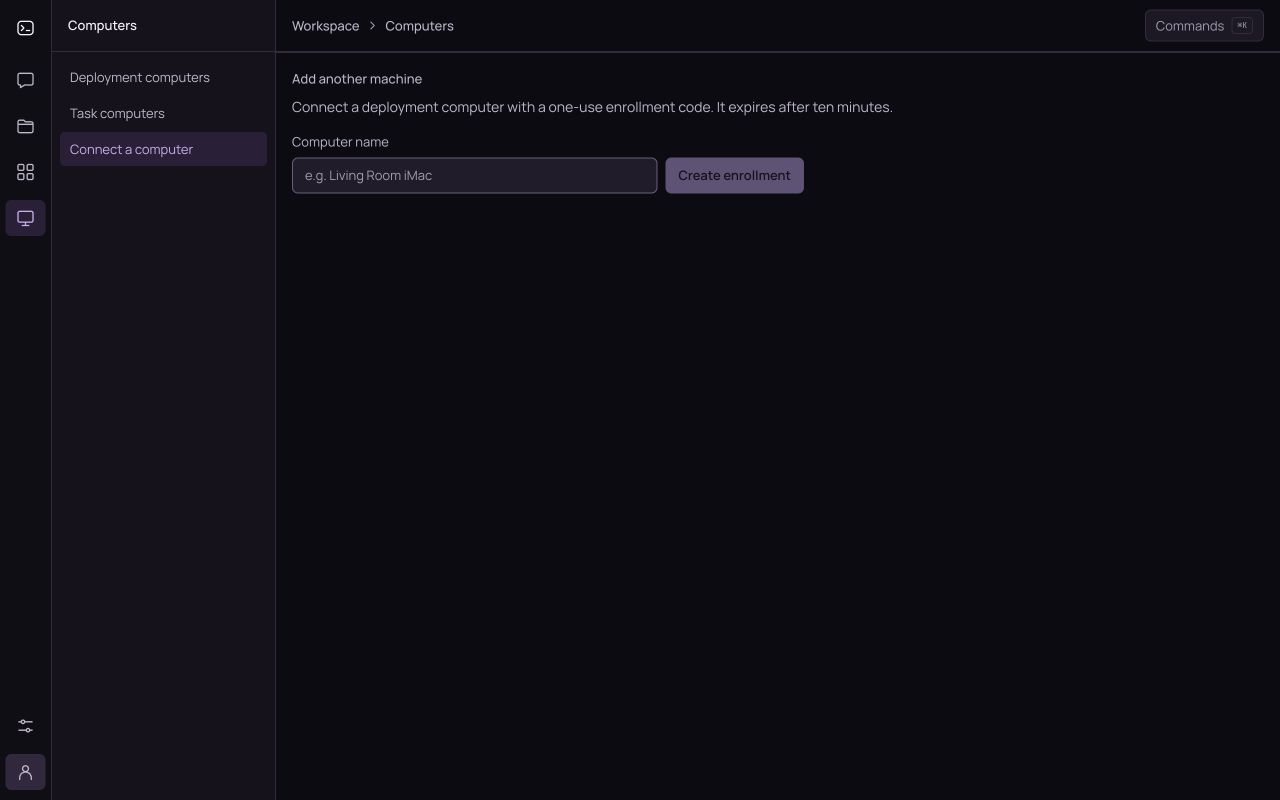 Computers
Workspace > Computers
Commands ⌘K
Deployment computers
Task computers
Connect a computer
Add another machine
Connect a deployment computer with a one-use enrollment code. It expires after ten minutes.
Computer name
e.g. Living Room iMac
Create enrollment